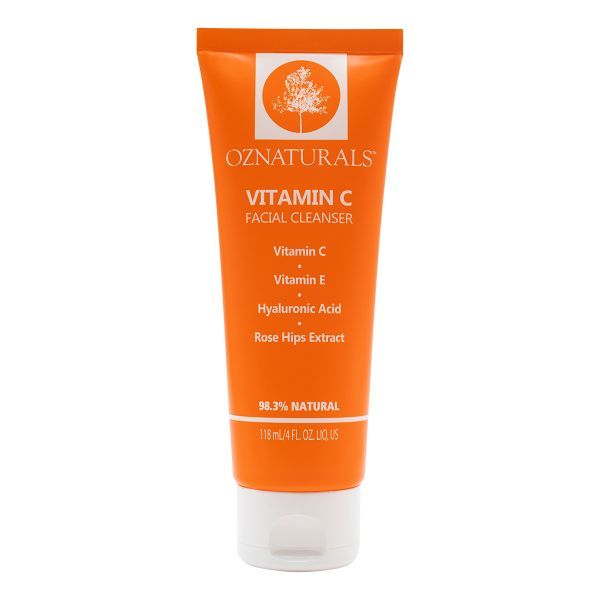 OZNATURALS™
VITAMIN C
FACIAL CLEANSER
Vitamin C
•
Vitamin E
•
Hyaluronic Acid
•
Rose Hips Extract
98.3% NATURAL
118 mL/4 FL. OZ. LIQ. US